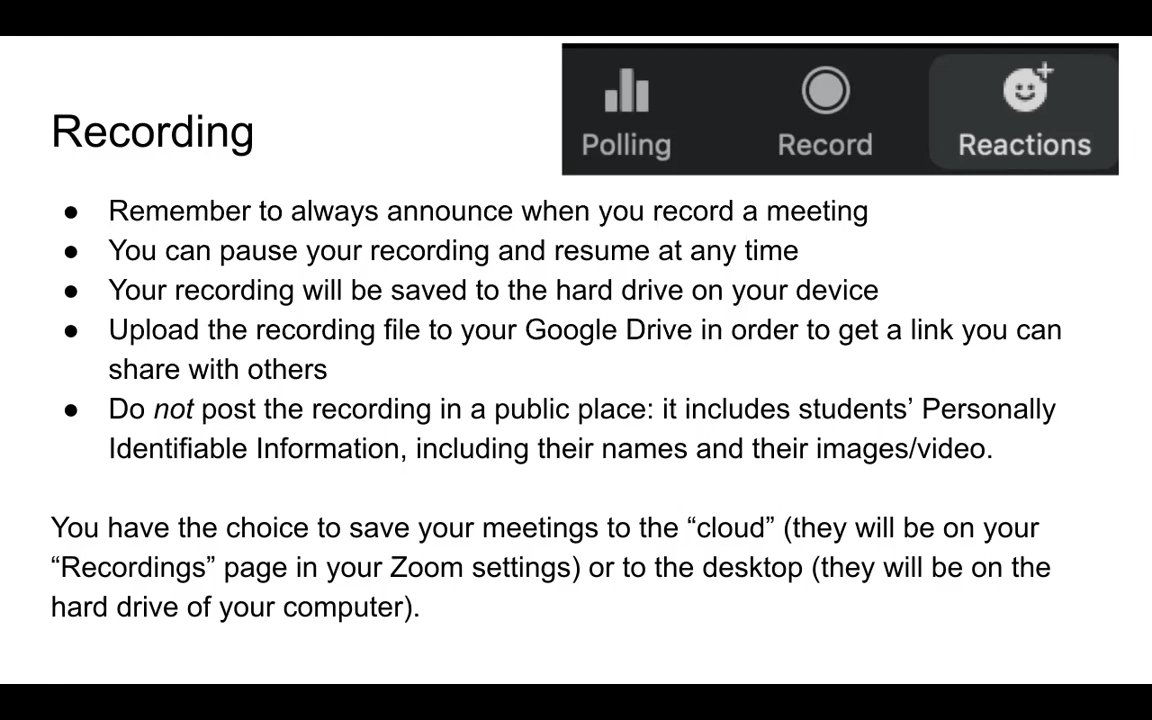 Polling
Record
Reactions
Recording
● Remember to always announce when you record a meeting
● You can pause your recording and resume at any time
● Your recording will be saved to the hard drive on your device
● Upload the recording file to your Google Drive in order to get a link you can
share with others
● Do not post the recording in a public place: it includes students’ Personally
Identifiable Information, including their names and their images/video.
You have the choice to save your meetings to the “cloud” (they will be on your
“Recordings” page in your Zoom settings) or to the desktop (they will be on the
hard drive of your computer).